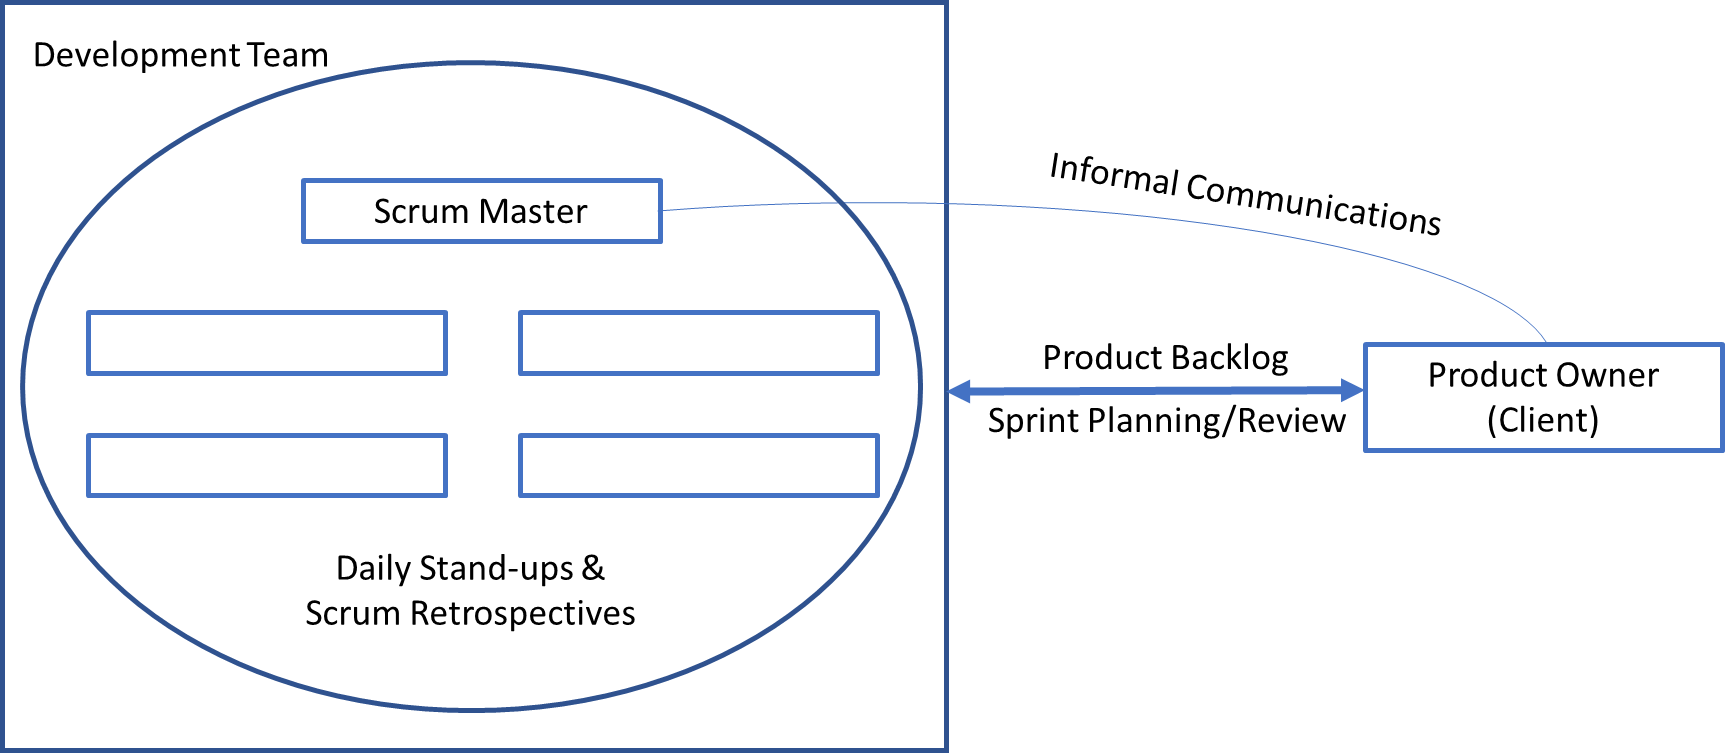 Development Team
Scrum Master
Daily Stand-ups &
Scrum Retrospectives
Informal Communications
Product Backlog
Sprint Planning/Review
Product Owner
(Client)